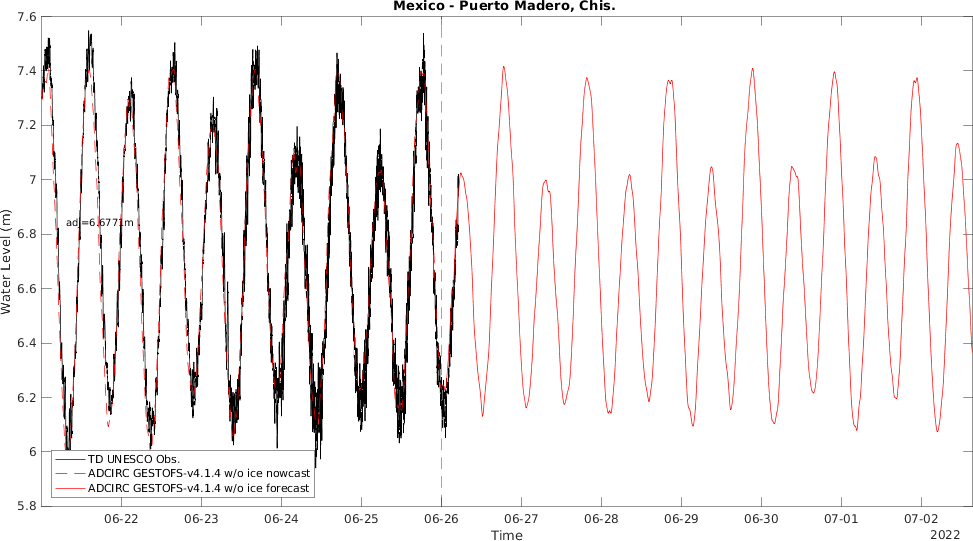 Mexico - Puerto Madero, Chis.
7.6
7.4
7.2
7
6.8
6.6
6.4
6.2
6
5.8
Water Level (m)
adj=6.6771m
TD UNESCO Obs.
ADCIRC GESTOFS-v4.1.4 w/o ice nowcast
ADCIRC GESTOFS-v4.1.4 w/o ice forecast
06-22 06-23 06-24 06-25 06-26 06-27 06-28 06-29 06-30 07-01 07-02
Time
2022